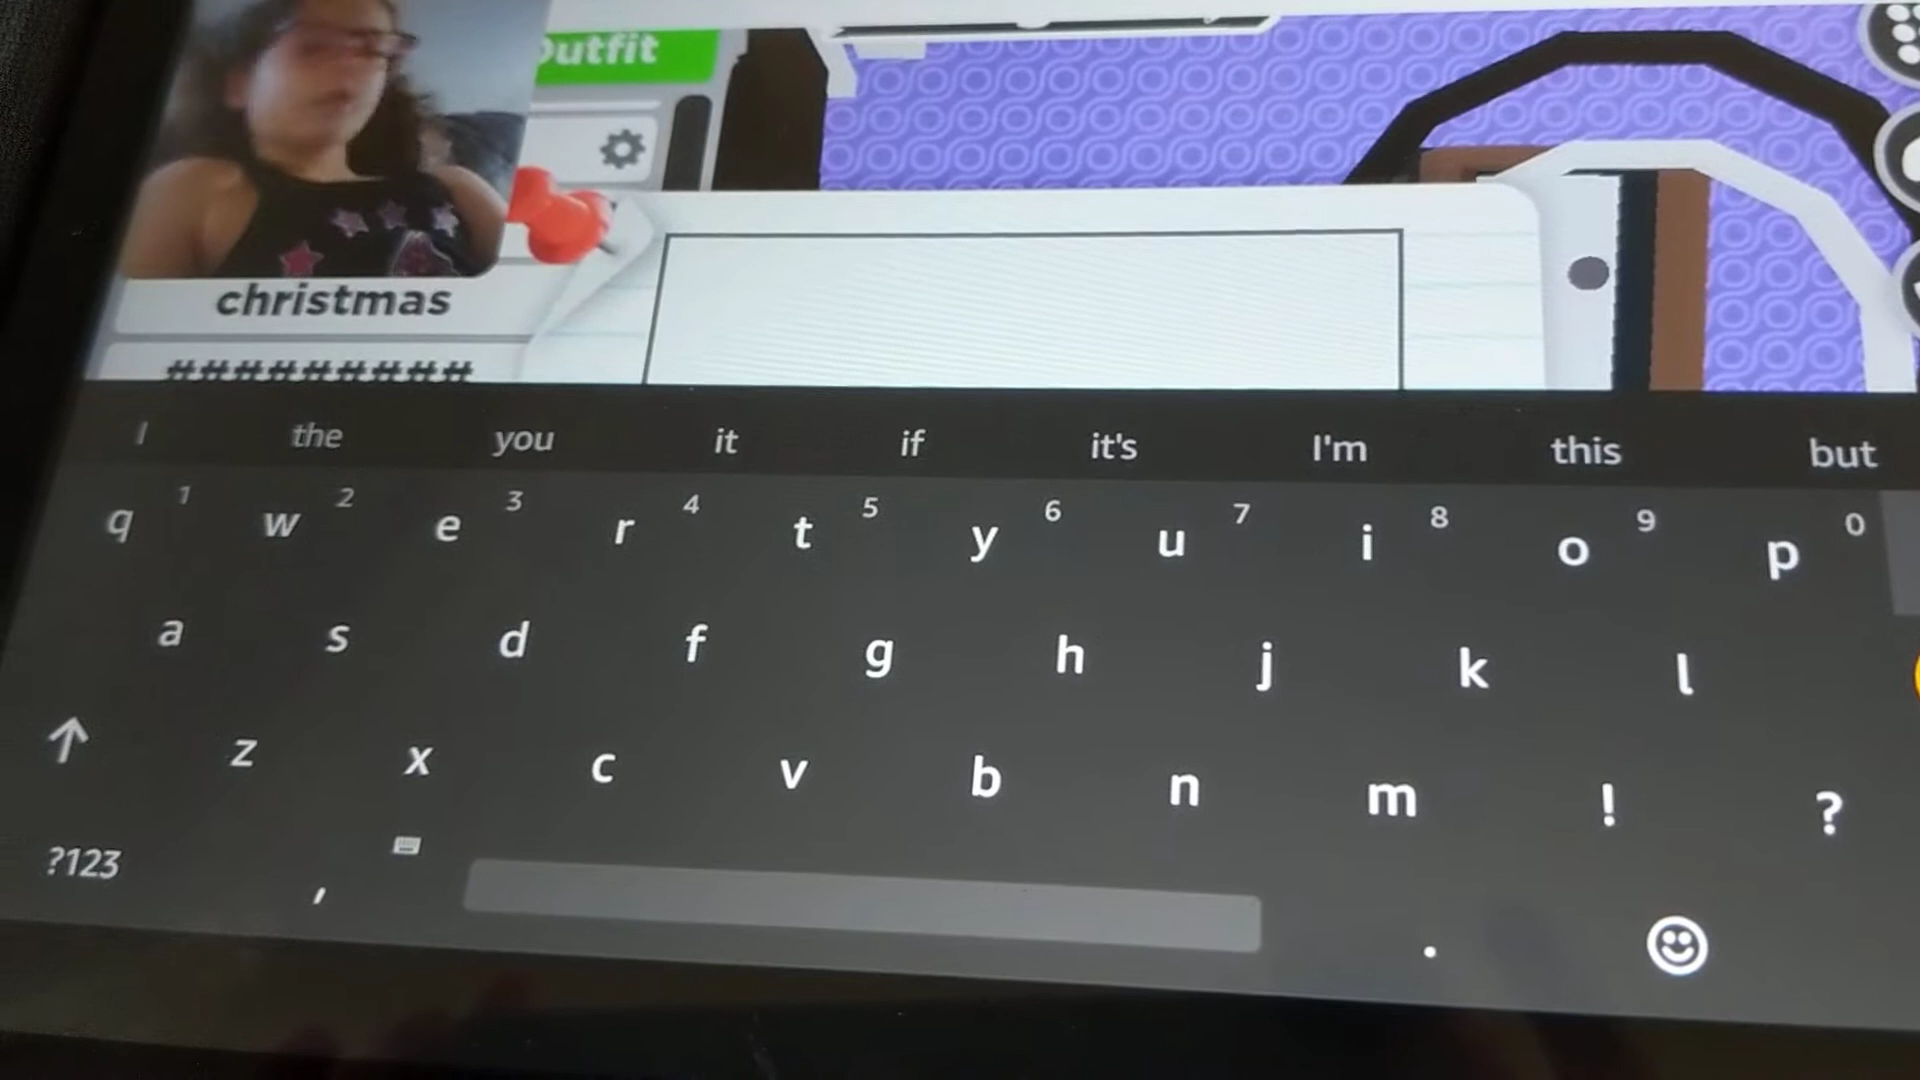 Outfit
christmas
##########
I the you it if it's I'm this but
q 1 w 2 e 3 r 4 t 5 y 6 u 7 i 8 o 9 p 0
a s d f g h j k l
z x c v b n m ! ?
?123 , .